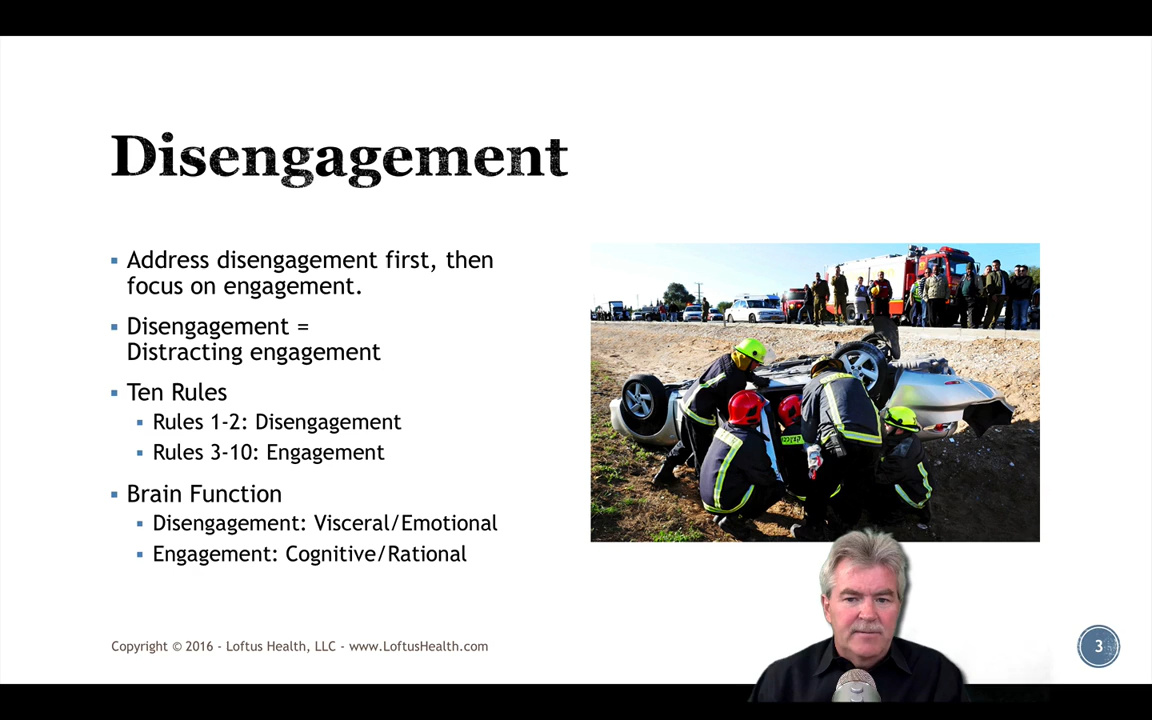 Disengagement
▪ Address disengagement first, then
focus on engagement.
▪ Disengagement =
Distracting engagement
▪ Ten Rules
▪ Rules 1-2: Disengagement
▪ Rules 3-10: Engagement
▪ Brain Function
▪ Disengagement: Visceral/Emotional
▪ Engagement: Cognitive/Rational
Copyright © 2016 - Loftus Health, LLC - www.LoftusHealth.com
3